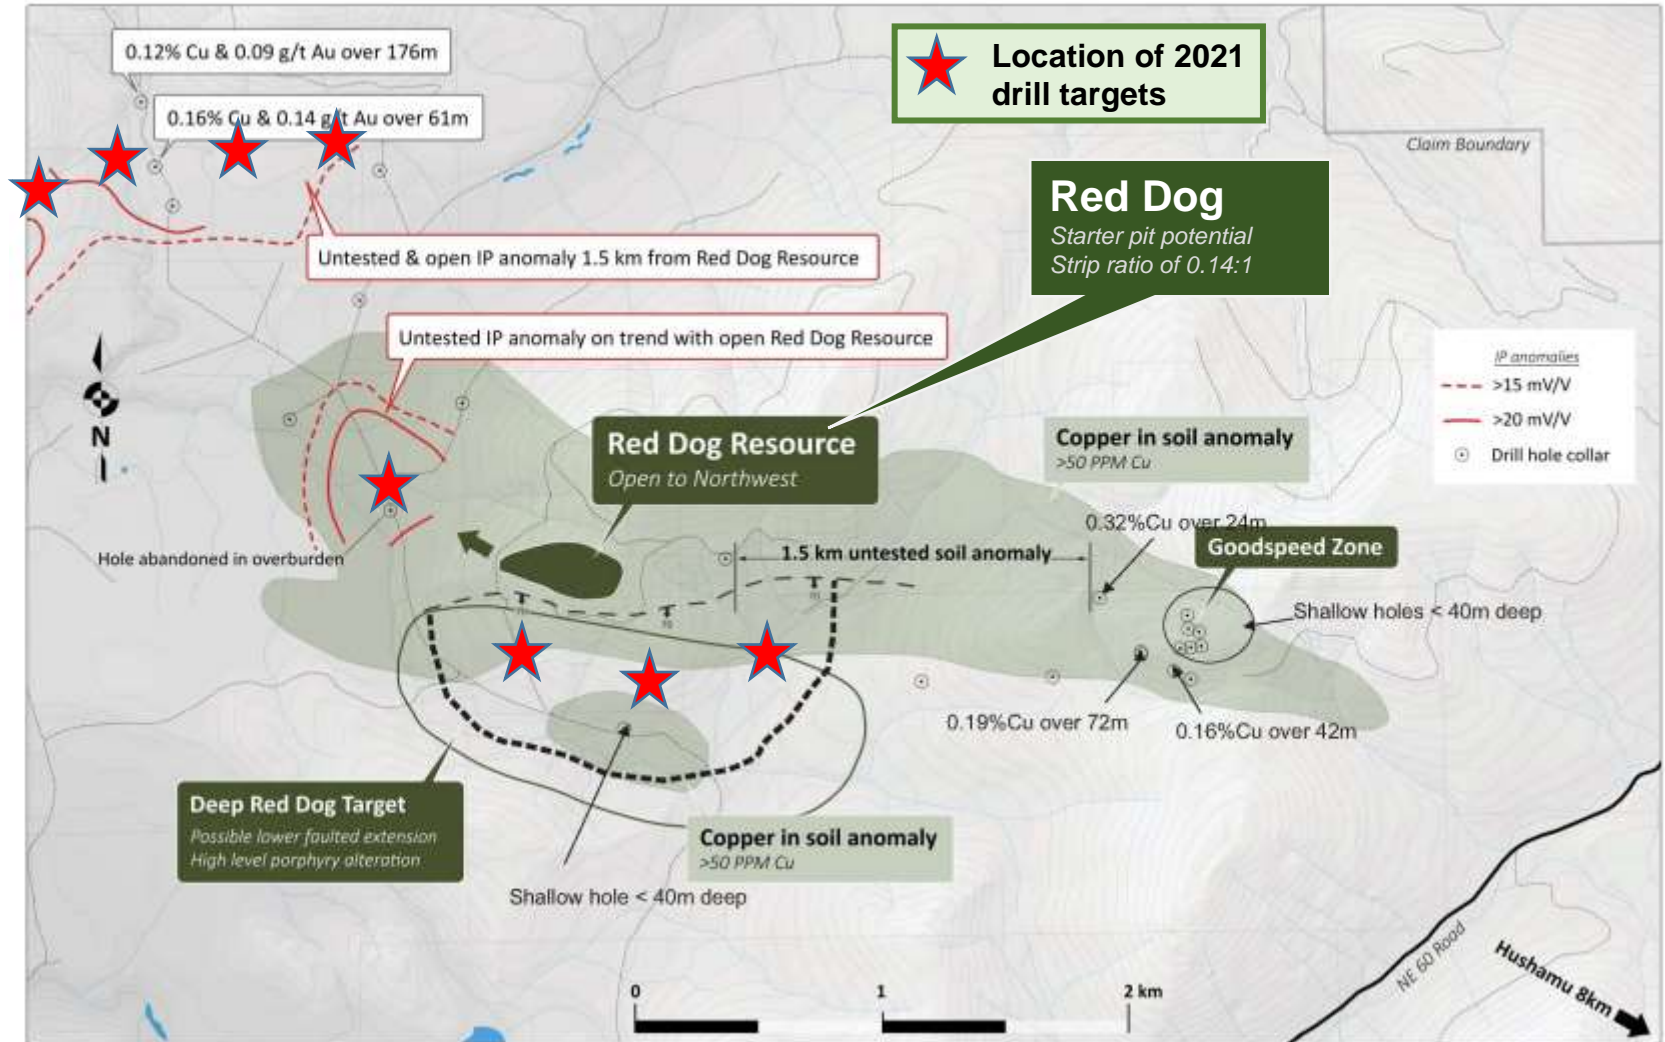 0.12% Cu & 0.09 g/t Au over 176m
0.16% Cu & 0.14 g/t Au over 61m
Location of 2021
drill targets
Claim Boundary
Red Dog
Starter pit potential
Strip ratio of 0.14:1
Untested & open IP anomaly 1.5 km from Red Dog Resource
Untested IP anomaly on trend with open Red Dog Resource
IP anomalies
>15 mV/V
>20 mV/V
Drill hole collar
N
Red Dog Resource
Open to Northwest
Copper in soil anomaly
>50 PPM Cu
0.32%Cu over 24m
Goodspeed Zone
Hole abandoned in overburden
1.5 km untested soil anomaly
Shallow holes < 40m deep
0.19%Cu over 72m
0.16%Cu over 42m
Deep Red Dog Target
Possible lower faulted extension
High level porphyry alteration
Copper in soil anomaly
>50 PPM Cu
Shallow hole < 40m deep
NE 60 Road
Hushamu 8km
0 1 2 km